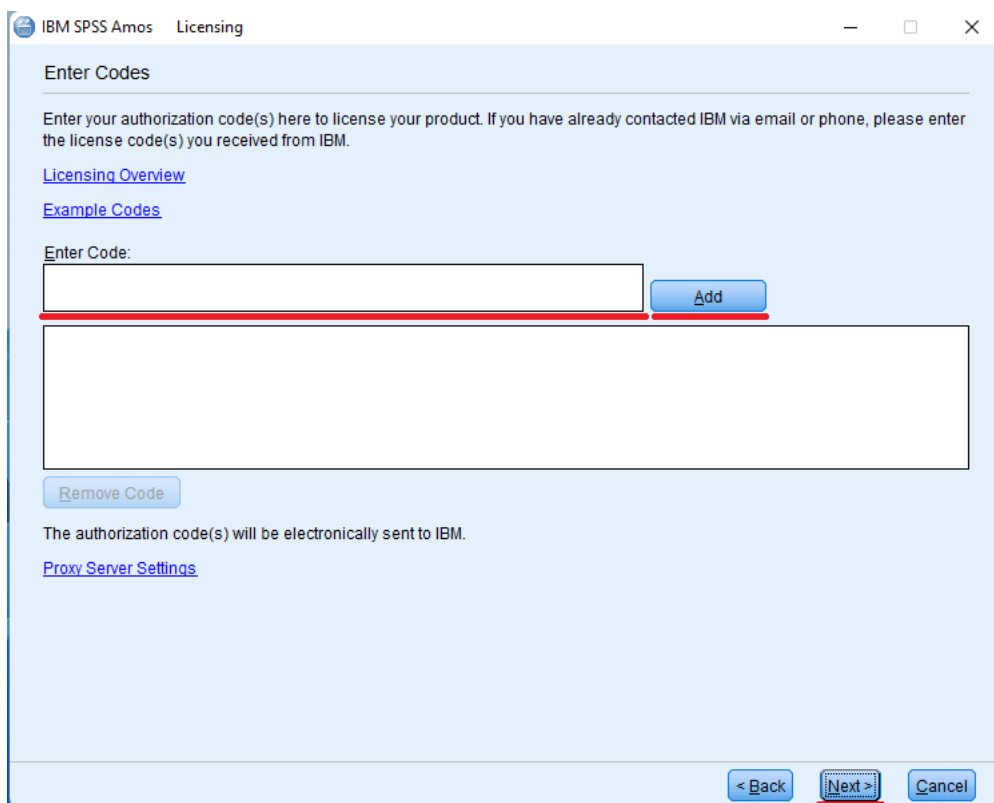 IBM SPSS Amos Licensing
Enter Codes
Enter your authorization code(s) here to license your product. If you have already contacted IBM via email or phone, please enter
the license code(s) you received from IBM.
Licensing Overview
Example Codes
Enter Code:
Add
Remove Code
The authorization code(s) will be electronically sent to IBM.
Proxy Server Settings
< Back Next > Cancel